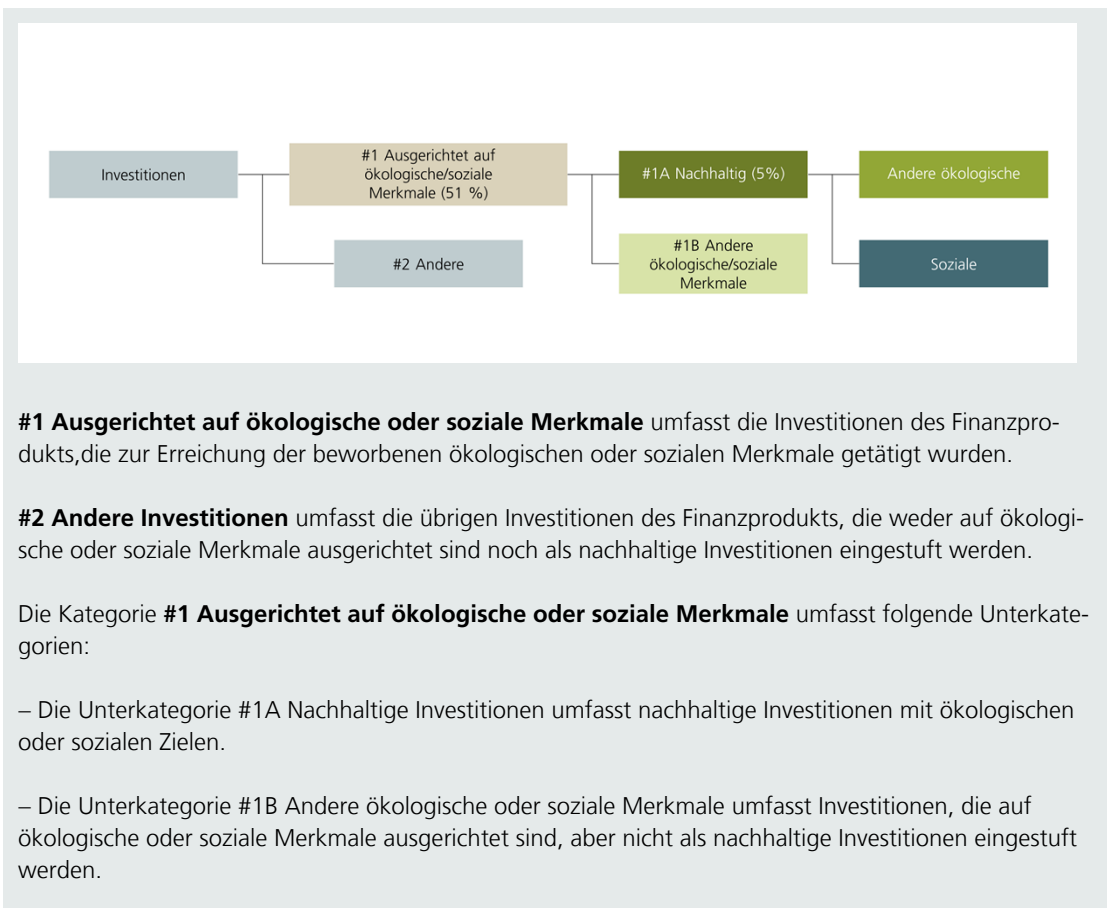 Investitionen
#1 Ausgerichtet auf
ökologische/soziale
Merkmale (51 %)
#1A Nachhaltig (5%)
Andere ökologische
#2 Andere
#1B Andere
ökologische/soziale
Merkmale
Soziale
#1 Ausgerichtet auf ökologische oder soziale Merkmale umfasst die Investitionen des Finanzpro-
dukts,die zur Erreichung der beworbenen ökologischen oder sozialen Merkmale getätigt wurden.
#2 Andere Investitionen umfasst die übrigen Investitionen des Finanzprodukts, die weder auf ökologi-
sche oder soziale Merkmale ausgerichtet sind noch als nachhaltige Investitionen eingestuft werden.
Die Kategorie #1 Ausgerichtet auf ökologische oder soziale Merkmale umfasst folgende Unterkate-
gorien:
– Die Unterkategorie #1A Nachhaltige Investitionen umfasst nachhaltige Investitionen mit ökologischen
oder sozialen Zielen.
– Die Unterkategorie #1B Andere ökologische oder soziale Merkmale umfasst Investitionen, die auf
ökologische oder soziale Merkmale ausgerichtet sind, aber nicht als nachhaltige Investitionen eingestuft
werden.